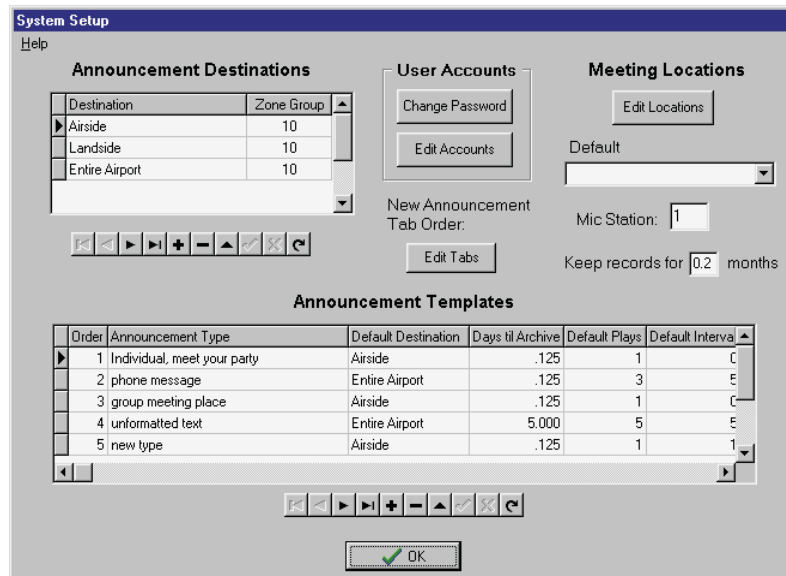 System Setup
Help
Announcement Destinations
Destination Zone Group
Airside 10
Landside 10
Entire Airport 10
User Accounts
Change Password
Edit Accounts
New Announcement
Tab Order:
Edit Tabs
Meeting Locations
Edit Locations
Default
Mic Station: 1
Keep records for 0.2 months
Announcement Templates
Order Announcement Type Default Destination Days til Archive Default Plays Default Interva
1 Individual, meet your party Airside .125 1 0
2 phone message Entire Airport .125 3 5
3 group meeting place Airside .125 1 0
4 unformatted text Entire Airport 5.000 5 5
5 new type Airside .125 1 1
OK